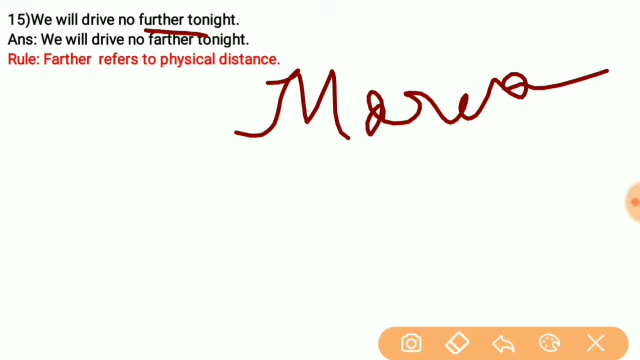 15)We will drive no further tonight.
Ans: We will drive no farther tonight.
Rule: Farther refers to physical distance.